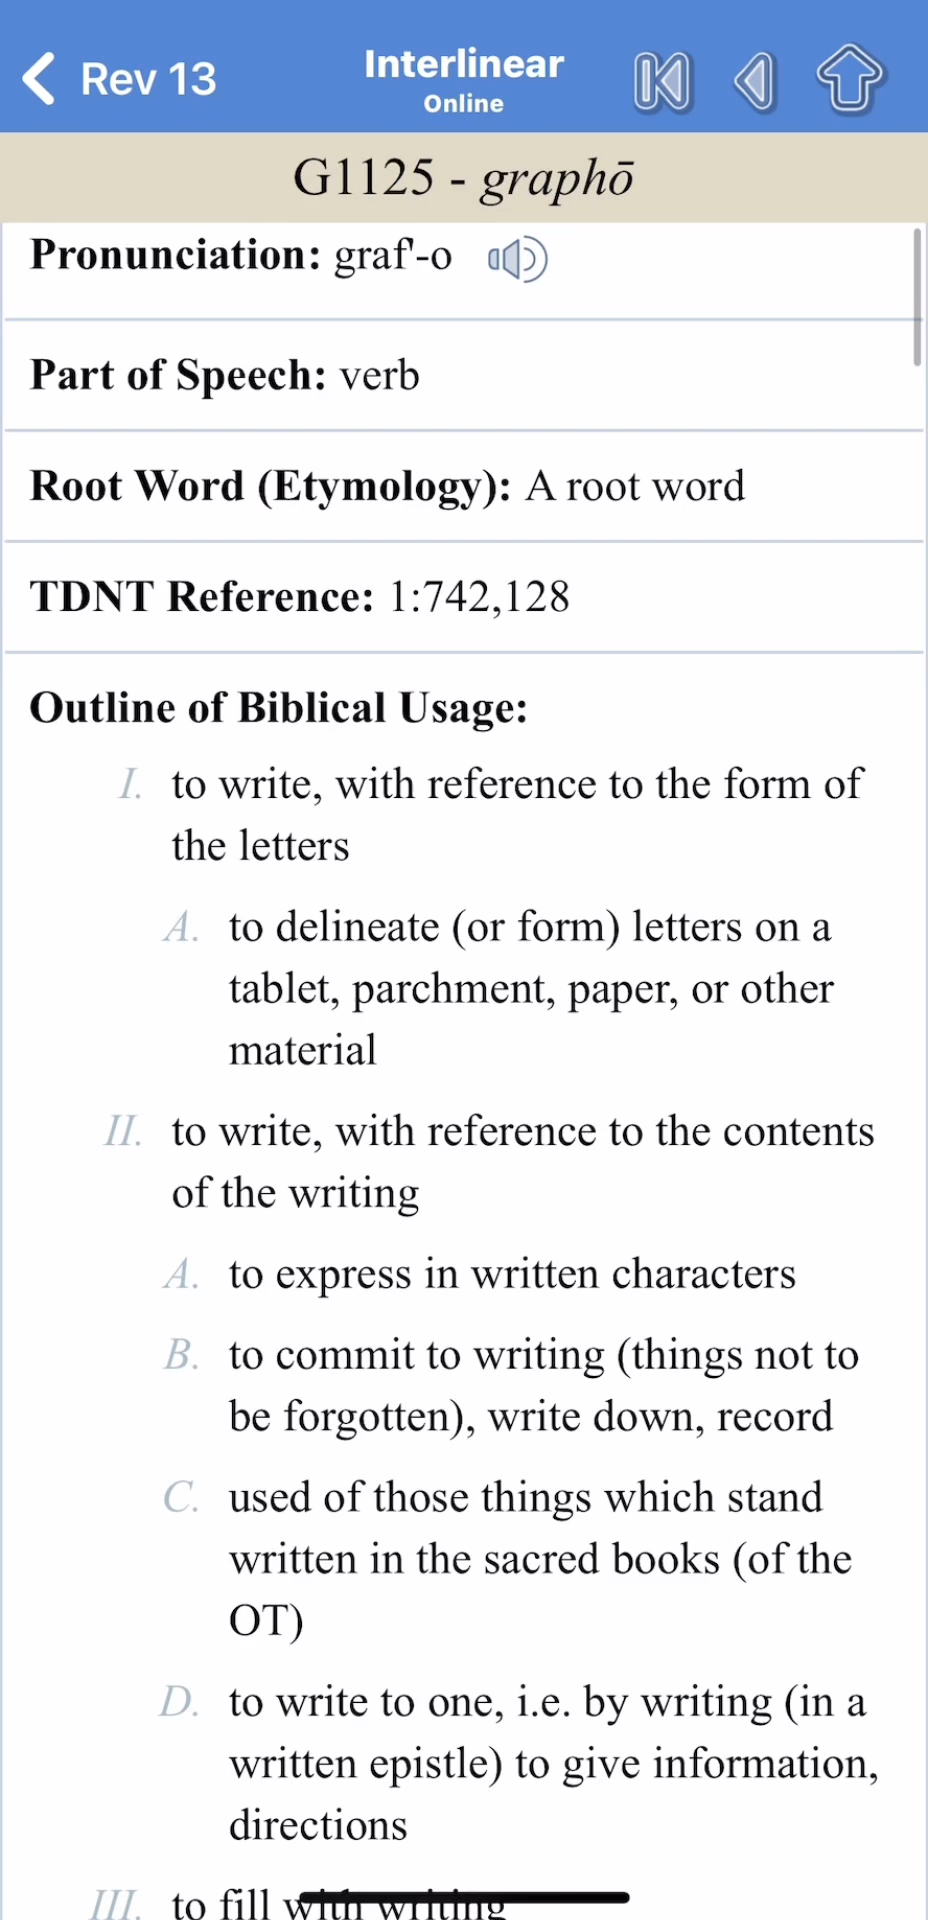 Rev 13
Interlinear
Online
G1125 - graphō
Pronunciation: graf'-o
Part of Speech: verb
Root Word (Etymology): A root word
TDNT Reference: 1:742,128
Outline of Biblical Usage:
I. to write, with reference to the form of
the letters
A. to delineate (or form) letters on a
tablet, parchment, paper, or other
material
II. to write, with reference to the contents
of the writing
A. to express in written characters
B. to commit to writing (things not to
be forgotten), write down, record
C. used of those things which stand
written in the sacred books (of the
OT)
D. to write to one, i.e. by writing (in a
written epistle) to give information,
directions
III. to fill with writing